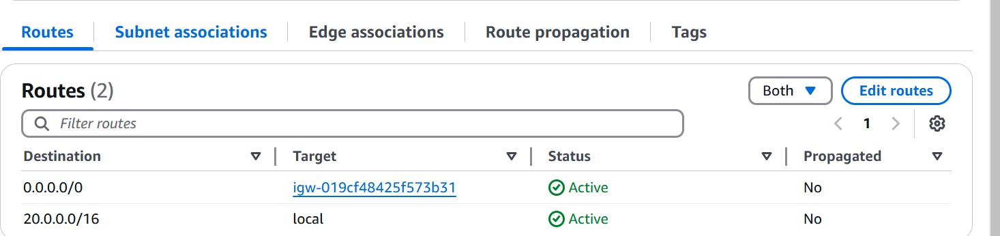 Routes Subnet associations Edge associations Route propagation Tags
Routes (2) Both Edit routes
Filter routes 1
Destination Target Status Propagated
0.0.0.0/0 igw-019cf48425f573b31 Active No
20.0.0.0/16 local Active No